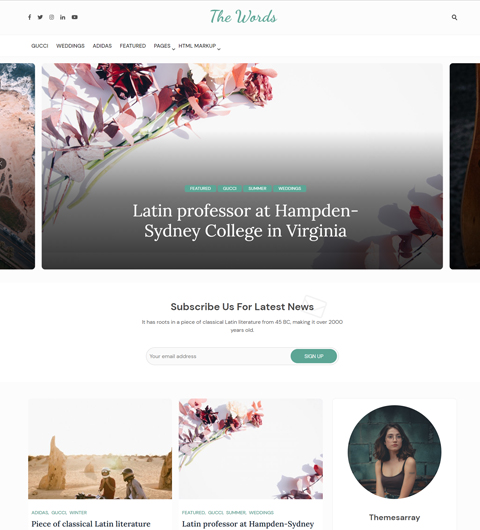 The Words
GUCCI WEDDINGS ADIDAS FEATURED PAGES HTML MARKUP
FEATURED GUCCI SUMMER WEDDINGS
Latin professor at Hampden-
Sydney College in Virginia
Subscribe Us For Latest News
It has roots in a piece of classical Latin literature from 45 BC, making it over 2000
years old.
Your email address
SIGN UP
ADIDAS, GUCCI, WINTER
Piece of classical Latin literature
FEATURED, GUCCI, SUMMER, WEDDINGS
Latin professor at Hampden-Sydney
Themesarray